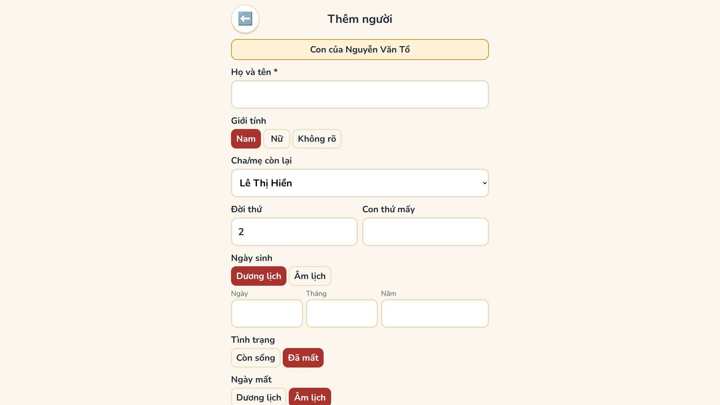 Thêm người
Con của Nguyễn Văn Tổ
Họ và tên *
Giới tính
Nam Nữ Không rõ
Cha/mẹ còn lại
Lê Thị Hiền
Đời thứ Con thứ mấy
2
Ngày sinh
Dương lịch Âm lịch
Ngày Tháng Năm
Tình trạng
Còn sống Đã mất
Ngày mất
Dương lịch Âm lịch